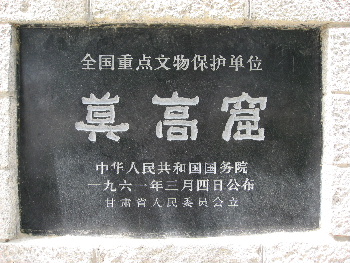 全国重点文物保护单位
莫高窟
中华人民共和国国务院
一九六一年三月四日公布
甘肃省人民委员会立